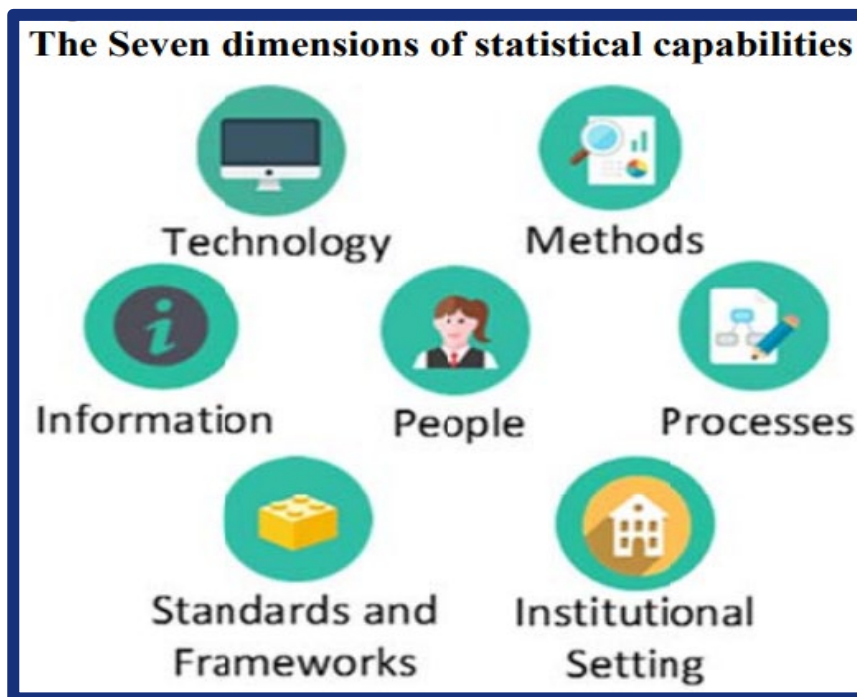 The Seven dimensions of statistical capabilities
Technology
Methods
Information
People
Processes
Standards and
Frameworks
Institutional
Setting